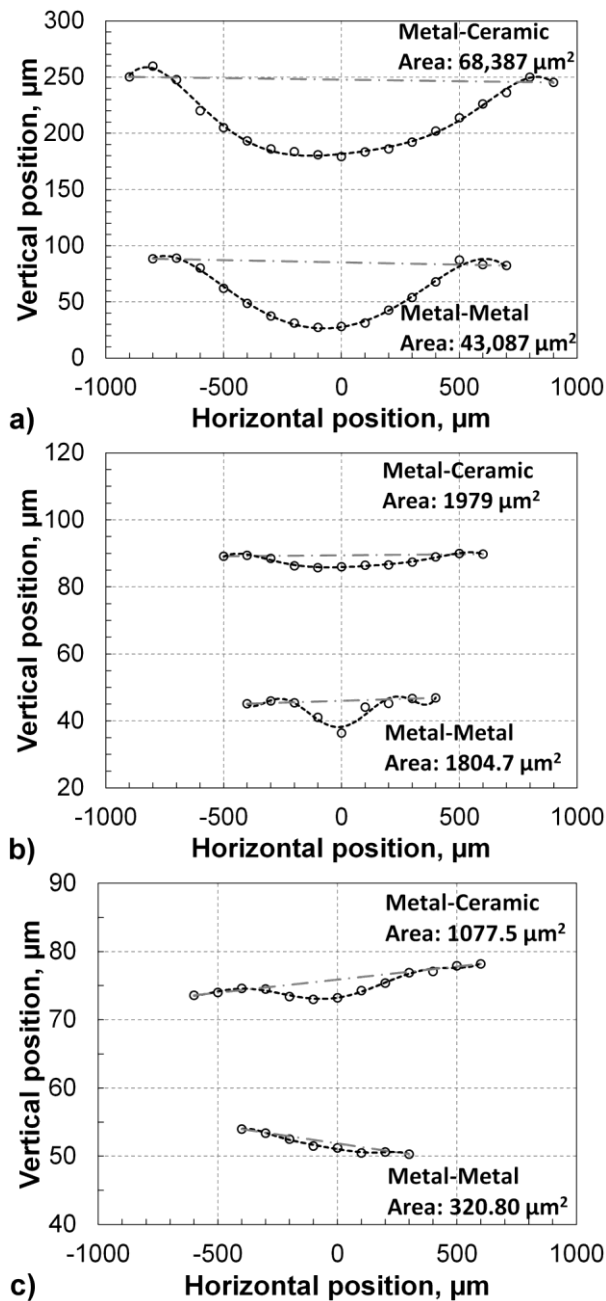 300
250
200
150
100
50
0
-1000
-500
0
500
1000
Vertical position, µm
Horizontal position, µm
Metal-Ceramic
Area: 68,387 µm²
Metal-Metal
Area: 43,087 µm²
a)
120
100
80
60
40
20
-1000
-500
0
500
1000
Vertical position, µm
Horizontal position, µm
Metal-Ceramic
Area: 1979 µm²
Metal-Metal
Area: 1804.7 µm²
b)
90
80
70
60
50
40
-1000
-500
0
500
1000
Vertical position, µm
Horizontal position, µm
Metal-Ceramic
Area: 1077.5 µm²
Metal-Metal
Area: 320.80 µm²
c)